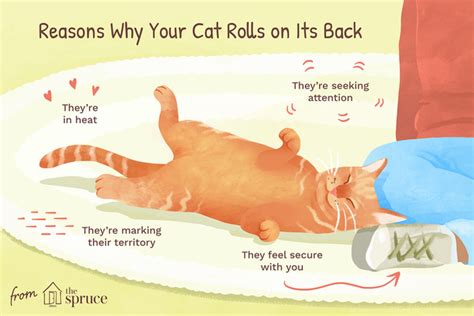 Reasons Why Your Cat Rolls on Its Back
They're
in heat
They're seeking
attention
They're marking
their territory
They feel secure
with you
from the
spruce